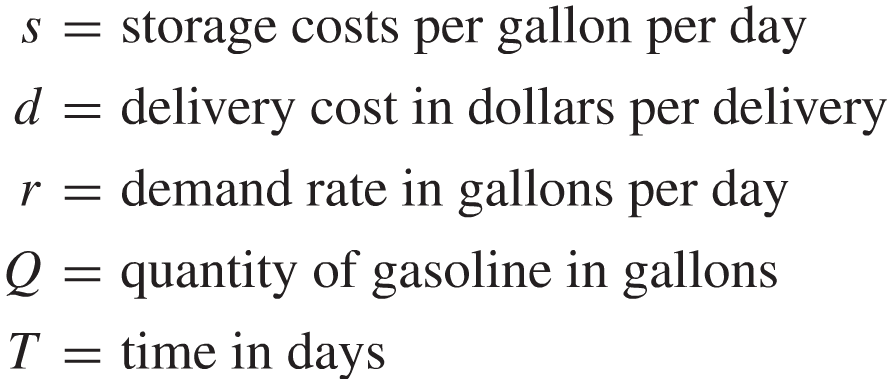 s = storage costs per gallon per day
d = delivery cost in dollars per delivery
r = demand rate in gallons per day
Q = quantity of gasoline in gallons
T = time in days